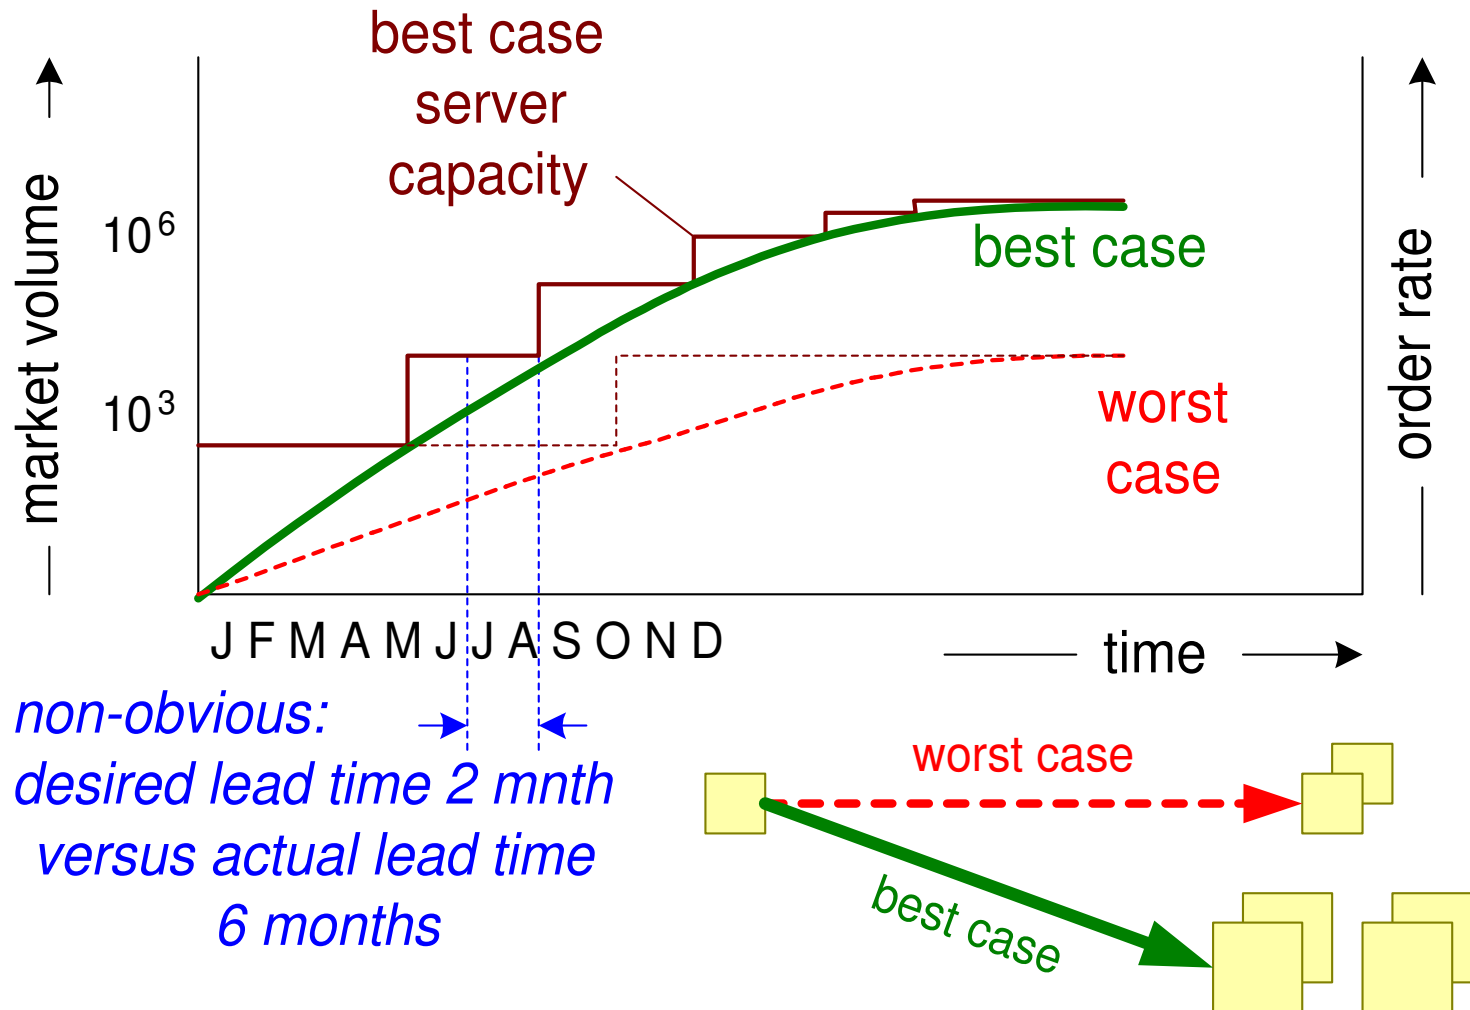 best case
server
capacity
market volume
10^6
10^3
best case
worst
case
order rate
J F M A M J J A S O N D
time
non-obvious:
desired lead time 2 mnth
versus actual lead time
6 months
worst case
best case